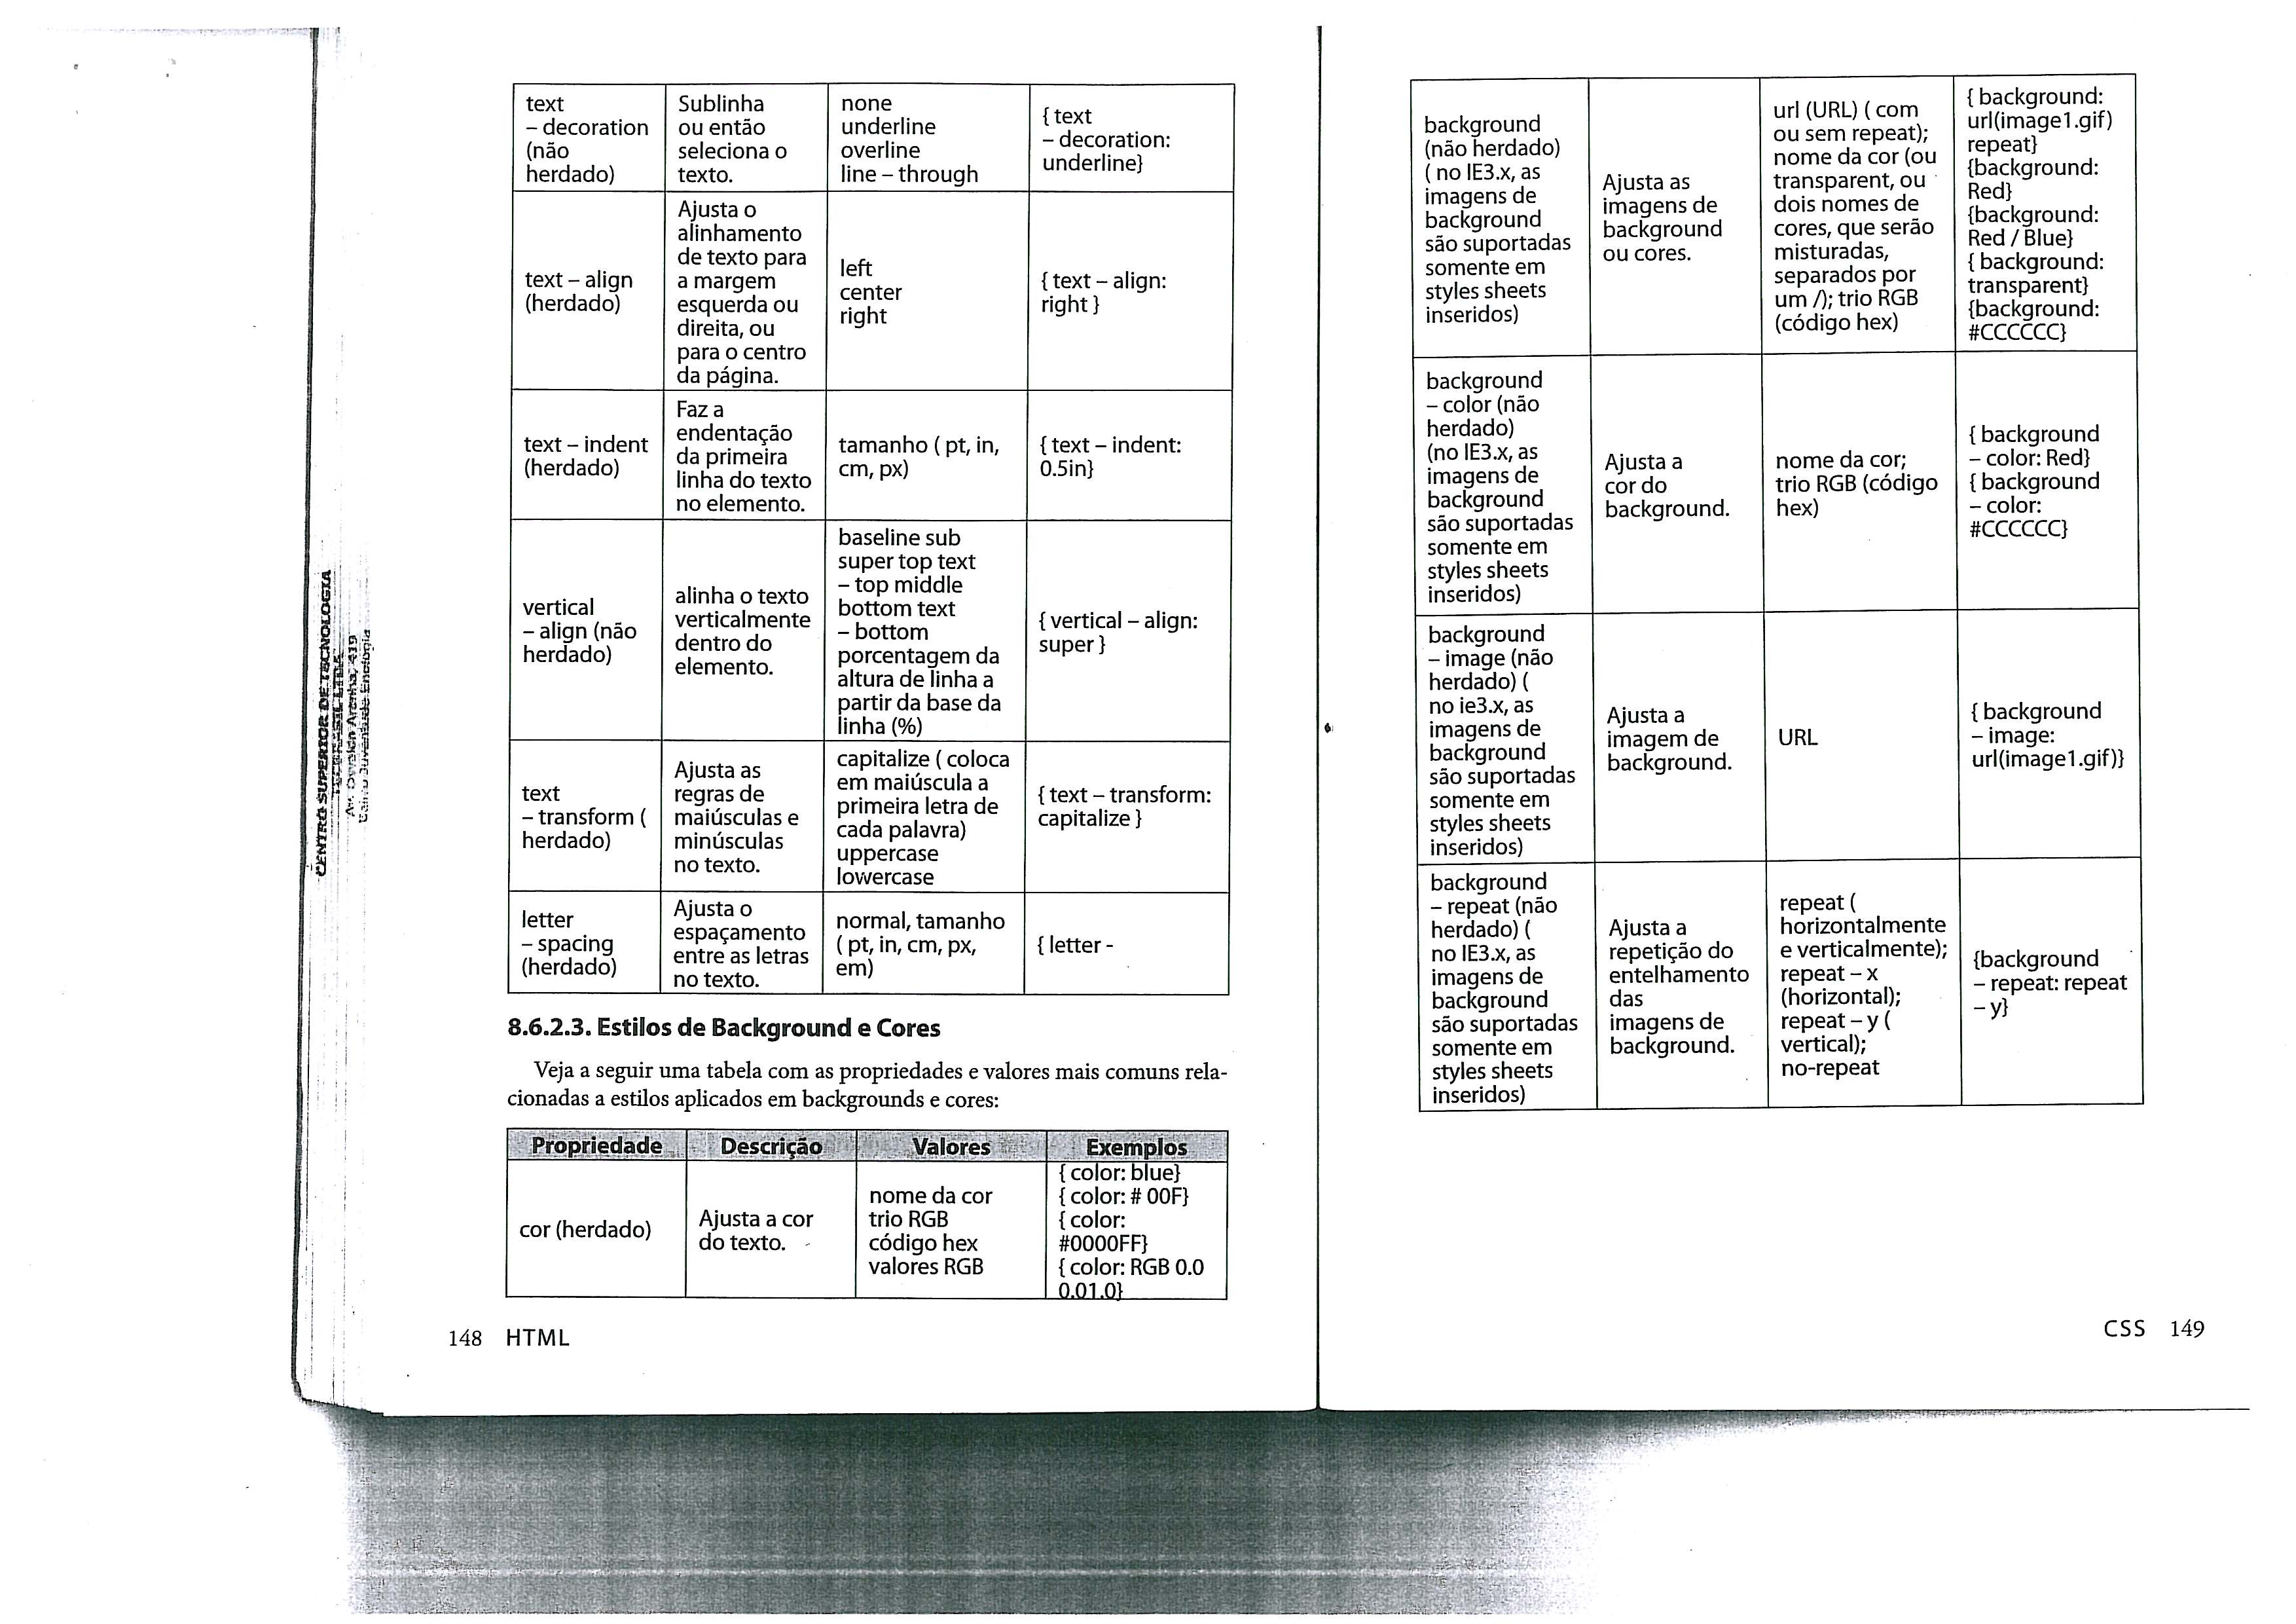 text
– decoration
(não
herdado)
Sublinha
ou então
seleciona o
texto.
none
underline
overline
line – through
{ text
– decoration:
underline}
text – align
(herdado)
Ajusta o
alinhamento
de texto para
a margem
esquerda ou
direita, ou
para o centro
da página.
left
center
right
{ text – align:
right }
text – indent
(herdado)
Faz a
endentação
da primeira
linha do texto
no elemento.
tamanho ( pt, in,
cm, px)
{ text – indent:
0.5in}
vertical
– align (não
herdado)
alinha o texto
verticalmente
dentro do
elemento.
baseline sub
super top text
– top middle
bottom text
– bottom
porcentagem da
altura de linha a
partir da base da
linha (%)
{ vertical – align:
super }
text
– transform (
herdado)
Ajusta as
regras de
maiúsculas e
minúsculas
no texto.
capitalize ( coloca
em maiúscula a
primeira letra de
cada palavra)
uppercase
lowercase
{ text – transform:
capitalize }
letter
– spacing
(herdado)
Ajusta o
espaçamento
entre as letras
no texto.
normal, tamanho
( pt, in, cm, px,
em)
{ letter -
8.6.2.3. Estilos de Background e Cores
Veja a seguir uma tabela com as propriedades e valores mais comuns rela-
cionadas a estilos aplicados em backgrounds e cores:
Propriedade Descrição Valores Exemplos
cor (herdado)
Ajusta a cor
do texto.
nome da cor
trio RGB
código hex
valores RGB
{ color: blue}
{ color: # 00F}
{ color:
#0000FF}
{ color: RGB 0.0
0.01.0}
148 HTML
background
(não herdado)
( no IE3.x, as
imagens de
background
são suportadas
somente em
styles sheets
inseridos)
Ajusta as
imagens de
background
ou cores.
url (URL) ( com
ou sem repeat);
nome da cor (ou
transparent, ou
dois nomes de
cores, que serão
misturadas,
separados por
um /); trio RGB
(código hex)
{ background:
url(image1.gif)
repeat}
{background:
Red}
{background:
Red / Blue}
{ background:
transparent}
{background:
#CCCCCC}
background
– color (não
herdado)
(no IE3.x, as
imagens de
background
são suportadas
somente em
styles sheets
inseridos)
Ajusta a
cor do
background.
nome da cor;
trio RGB (código
hex)
{ background
– color: Red}
{ background
– color:
#CCCCCC}
background
– image (não
herdado) (
no ie3.x, as
imagens de
background
são suportadas
somente em
styles sheets
inseridos)
Ajusta a
imagem de
background.
URL
{ background
– image:
url(image1.gif)}
background
– repeat (não
herdado) (
no IE3.x, as
imagens de
background
são suportadas
somente em
styles sheets
inseridos)
Ajusta a
repetição do
entelhamento
das
imagens de
background.
repeat (
horizontalmente
e verticalmente);
repeat – x
(horizontal);
repeat – y (
vertical);
no-repeat
{background
– repeat: repeat
– y}
CSS 149
CENTRO SUPERIOR DE TECNOLOGIA